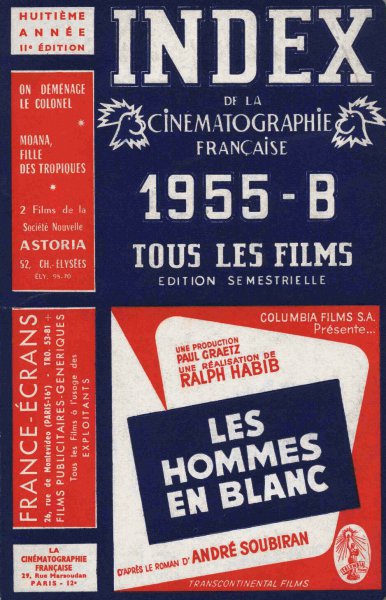 HUITIÈME
ANNÉE
11e ÉDITION
INDEX
DE LA
CINÉMATOGRAPHIE
FRANÇAISE
1955-B
TOUS LES FILMS
EDITION SEMESTRIELLE
ON DEMÉNAGE
LE COLONEL
*
MOANA,
FILLE
DES TROPIQUES
*
2 Films de la
Société Nouvelle
ASTORIA
52, CH.-ELYSÉES
ÉLY. 95-70
FRANCE-ÉCRANS
26, rue de Montevideo (PARIS-16e) - TRO. 53-81 +
FILMS PUBLICITAIRES-GENERIQUES
Tous les Films à l'usage des
EXPLOITANTS
COLUMBIA FILMS S.A.
Présente...
UNE PRODUCTION
PAUL GRAETZ
UNE RÉALISATION DE
RALPH HABIB
LES
HOMMES
EN BLANC
D'APRÈS LE ROMAN D'ANDRÉ SOUBIRAN
TRANSCONTINENTAL FILMS
LA
CINÉMATOGRAPHIE
FRANÇAISE
29, Rue Marsoudan
PARIS - 12e